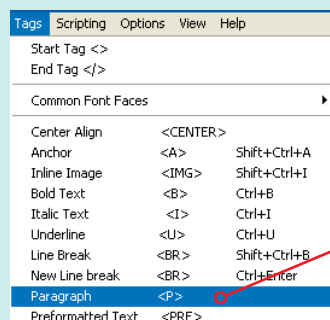 Tags Scripting Options View Help
Start Tag <>
End Tag </>
Common Font Faces
Center Align <CENTER>
Anchor <A> Shift+Ctrl+A
Inline Image <IMG> Shift+Ctrl+I
Bold Text <B> Ctrl+B
Italic Text <I> Ctrl+I
Underline <U> Ctrl+U
Line Break <BR> Shift+Ctrl+B
New Line break <BR> Ctrl+Enter
Paragraph <P>
Preformatted Text <PRE>